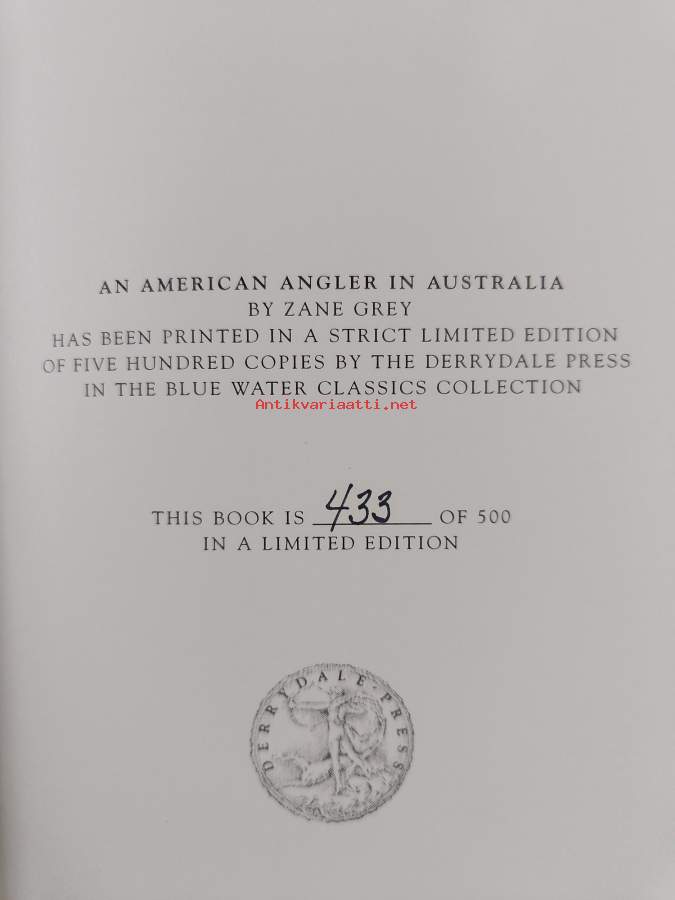 AN AMERICAN ANGLER IN AUSTRALIA
BY ZANE GREY
HAS BEEN PRINTED IN A STRICT LIMITED EDITION
OF FIVE HUNDRED COPIES BY THE DERRYDALE PRESS
IN THE BLUE WATER CLASSICS COLLECTION
Antikvariaatti.net
THIS BOOK IS 433 OF 500
IN A LIMITED EDITION
DERRYDALE · PRESS